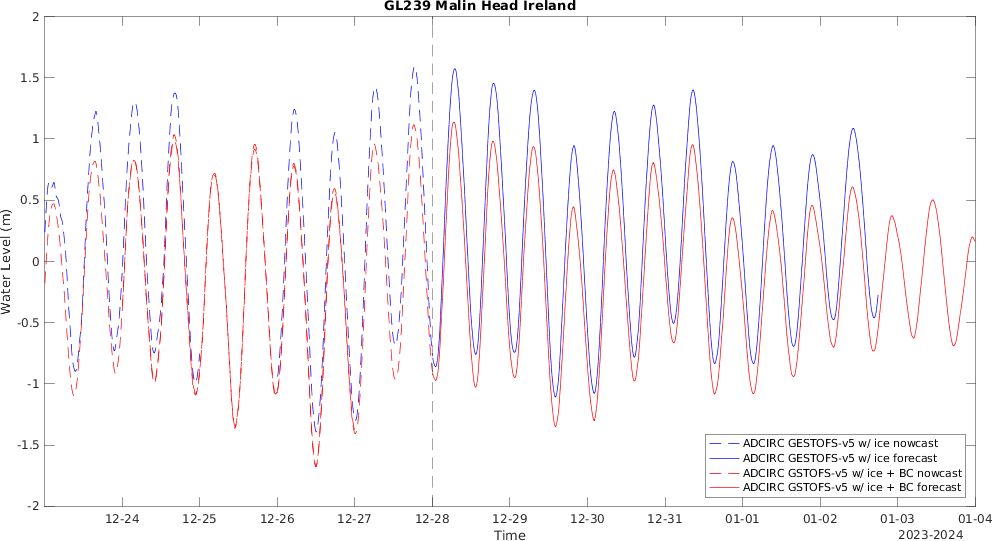 GL239 Malin Head Ireland
2
1.5
1
0.5
0
-0.5
-1
-1.5
-2
Water Level (m)
ADCIRC GESTOFS-v5 w/ ice nowcast
ADCIRC GESTOFS-v5 w/ ice forecast
ADCIRC GSTOFS-v5 w/ ice + BC nowcast
ADCIRC GSTOFS-v5 w/ ice + BC forecast
12-24 12-25 12-26 12-27 12-28 12-29 12-30 12-31 01-01 01-02 01-03 01-04
Time
2023-2024